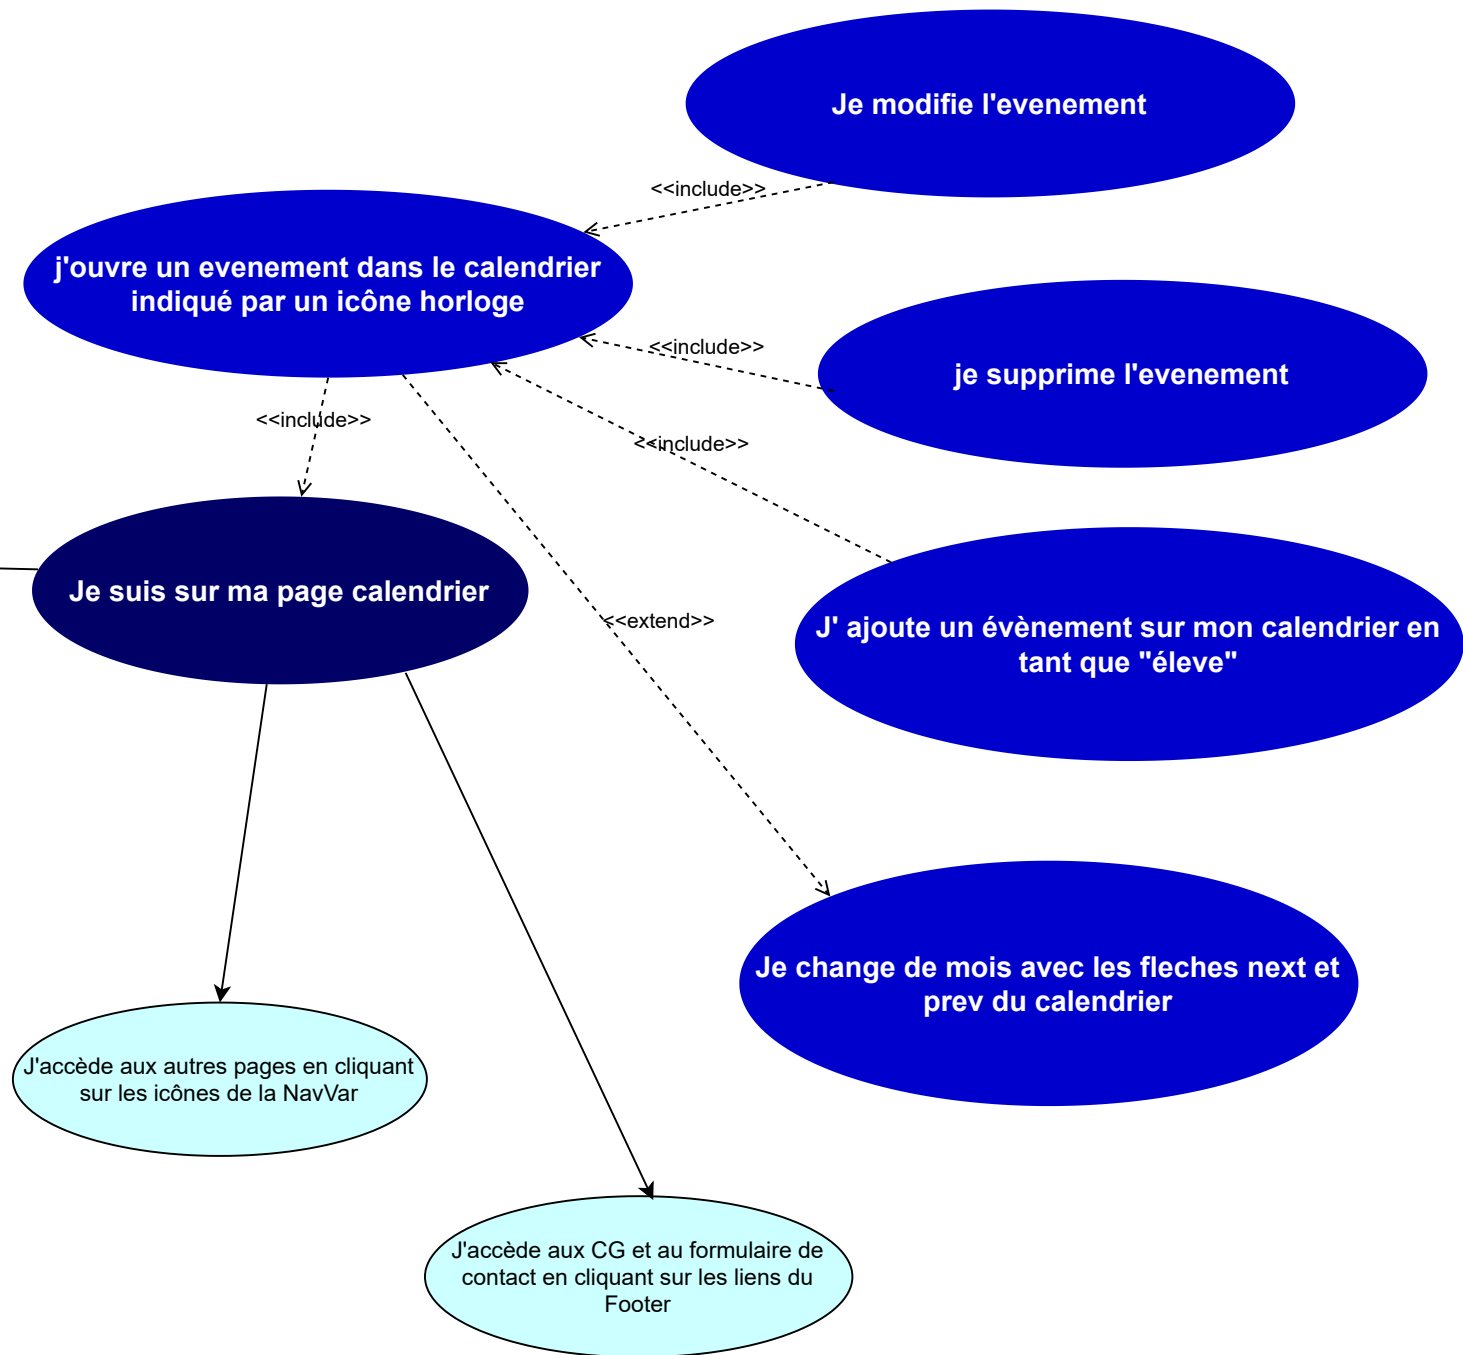 Je modifie l'evenement
<<include>>
j'ouvre un evenement dans le calendrier
indiqué par un icône horloge
<<include>>
je supprime l'evenement
<<include>>
<<include>>
Je suis sur ma page calendrier
<<extend>>
J' ajoute un évènement sur mon calendrier en
tant que "éleve"
Je change de mois avec les fleches next et
prev du calendrier
J'accède aux autres pages en cliquant
sur les icônes de la NavVar
J'accède aux CG et au formulaire de
contact en cliquant sur les liens du
Footer